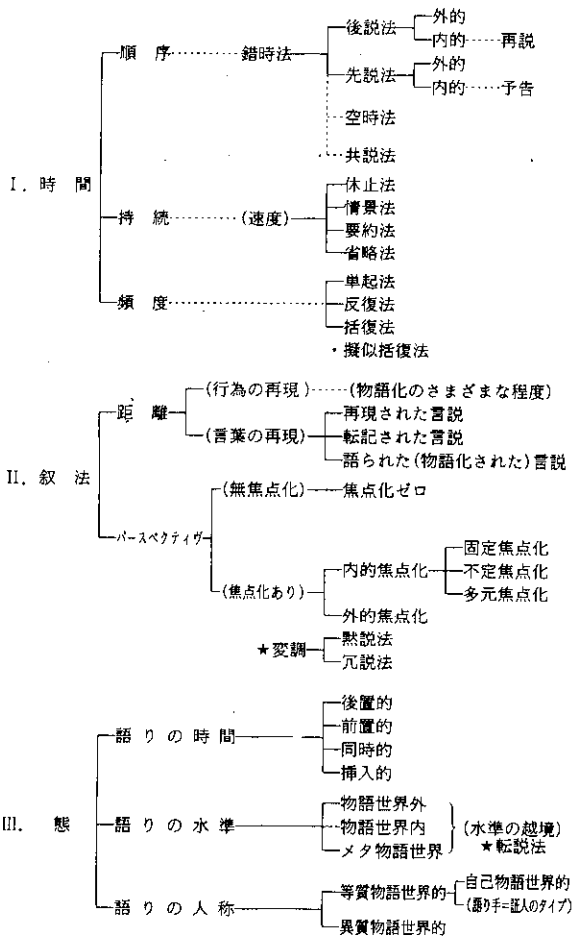 外的
後説法
内的……再説
順序……錯時法
外的
先説法
内的……予告
空時法
共説法
I. 時間
休止法
情景法
持続……(速度)
要約法
省略法
単起法
頻度……反復法
括復法
・擬似括復法
(行為の再現)……(物語化のさまざまな程度)
距離
再現された言説
(言葉の再現)
転記された言説
語られた(物語化された)言説
II. 叙法
(無焦点化)
焦点化ゼロ
パースペクティヴ
固定焦点化
内的焦点化
不定焦点化
多元焦点化
(焦点化あり)
外的焦点化
★変調
黙説法
冗説法
後置的
前置的
語りの時間
同時的
挿入的
物語世界外
III. 態
語りの水準
物語世界内
(水準の越境)
メタ物語世界
★転説法
自己物語世界的
等質物語世界的
(語り手=証人のタイプ)
語りの人称
異質物語世界的